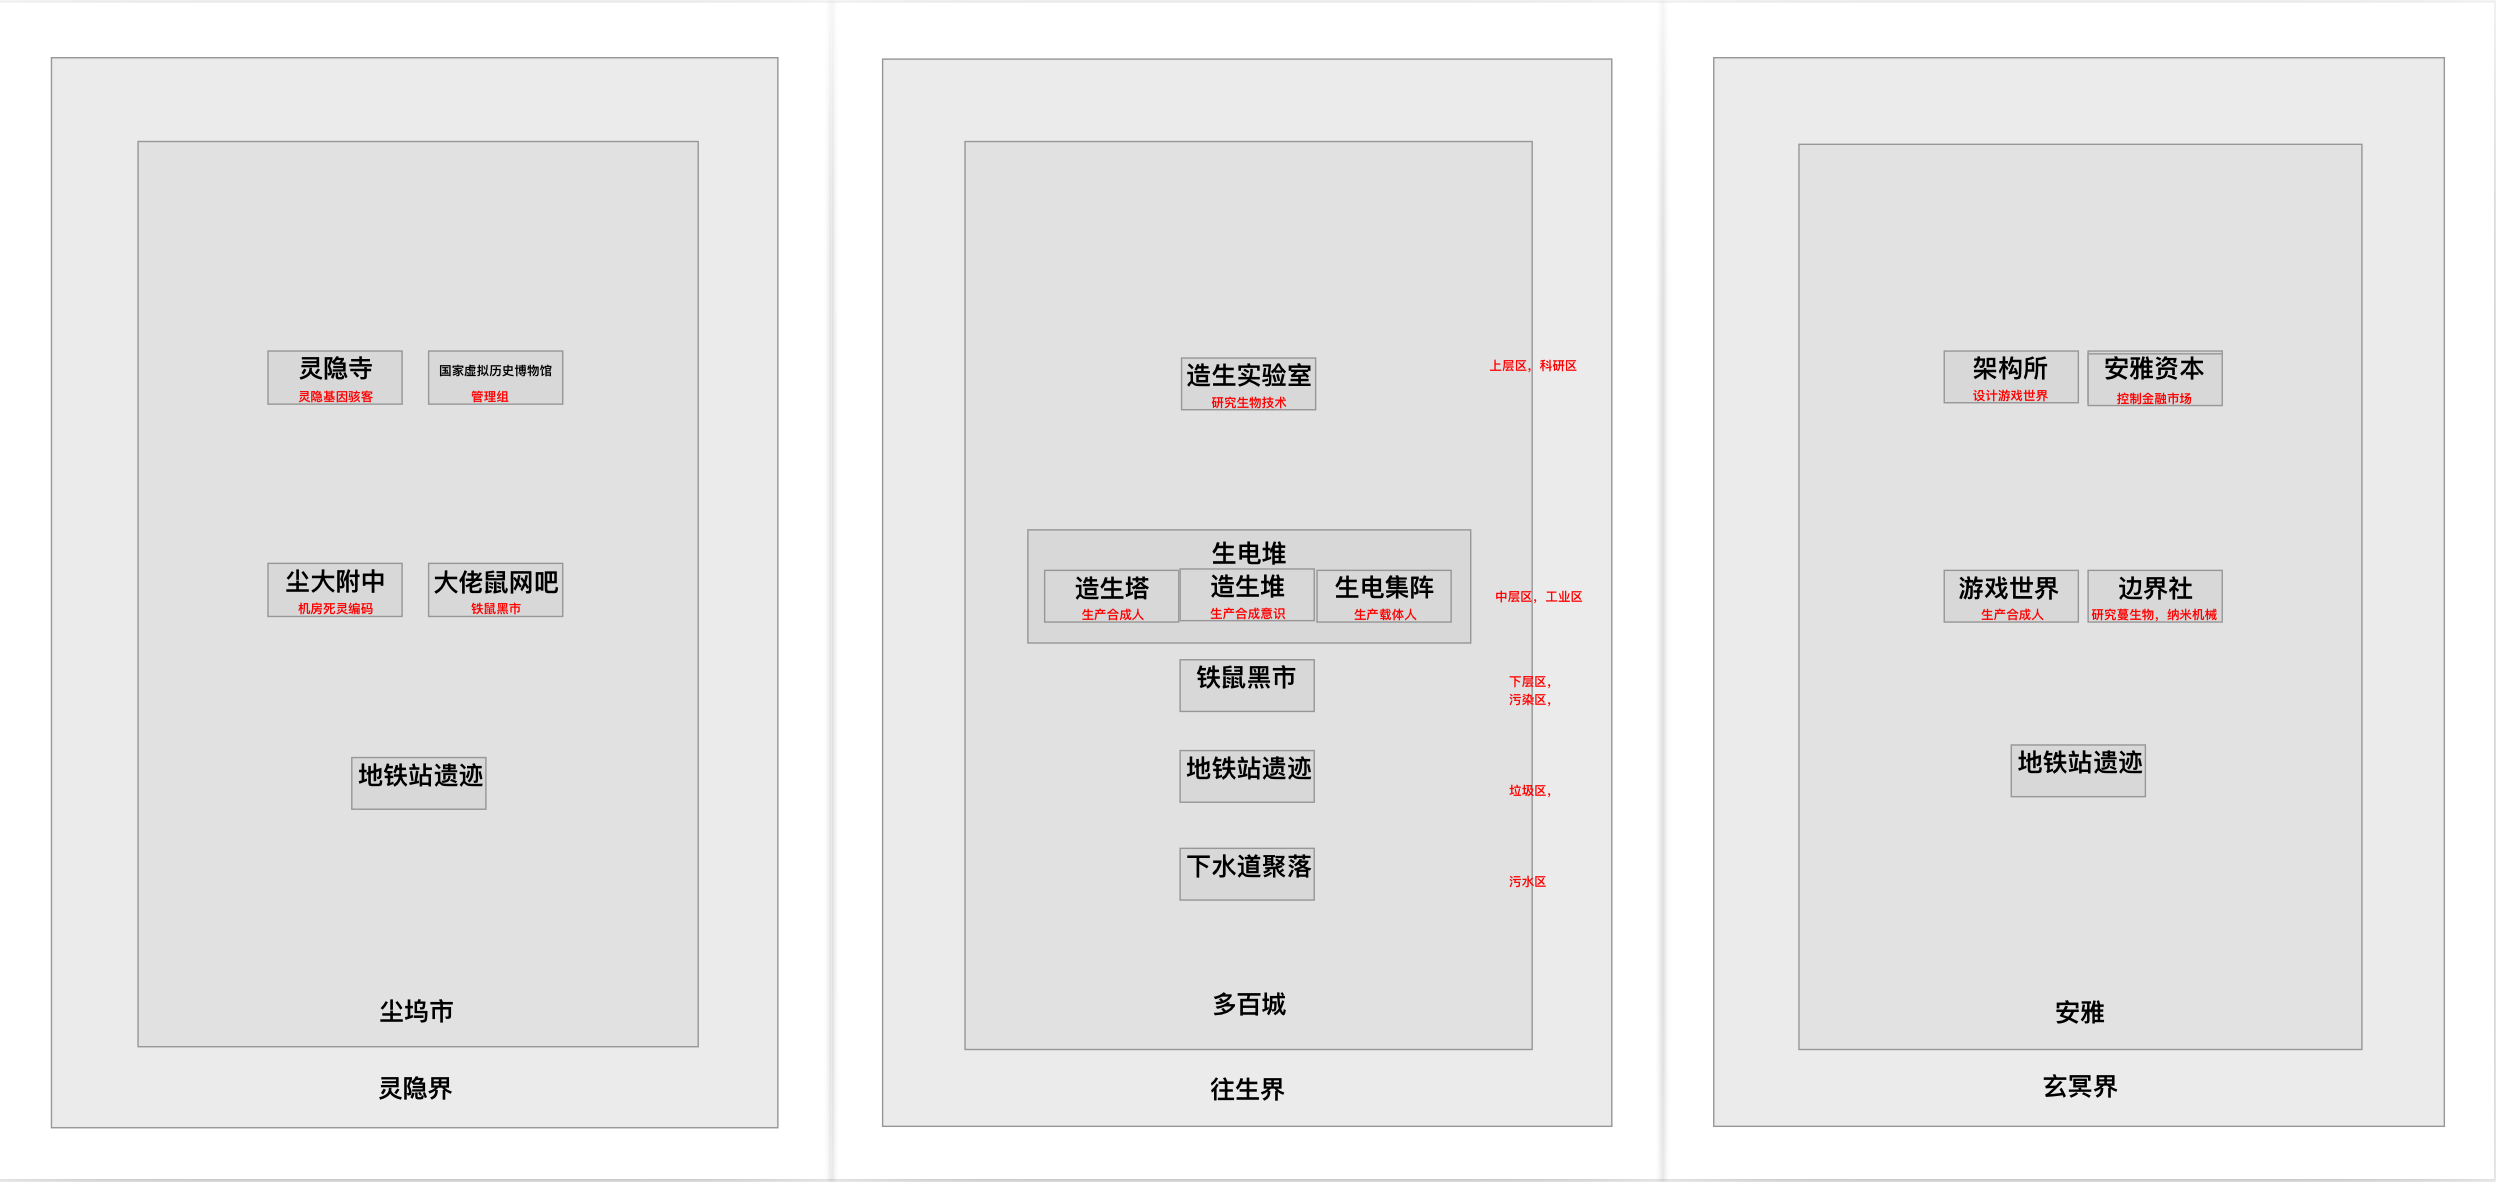 灵隐寺
灵隐基因骇客
国家虚拟历史博物馆
管理组
尘大附中
机房死灵编码
大佬鼠网吧
铁鼠黑市
地铁站遗迹
尘坞市
灵隐界
造生实验室
研究生物技术
上层区，科研区
生电堆
造生塔
生产合成人
造生堆
生产合成意识
生电集阵
生产载体人
中层区，工业区
铁鼠黑市
下层区，
污染区，
地铁站遗迹
垃圾区，
下水道聚落
污水区
多百城
往生界
架构所
设计游戏世界
安雅资本
控制金融市场
游戏世界
生产合成人
边界社
研究蔓生物，纳米机械
地铁站遗迹
安雅
玄冥界